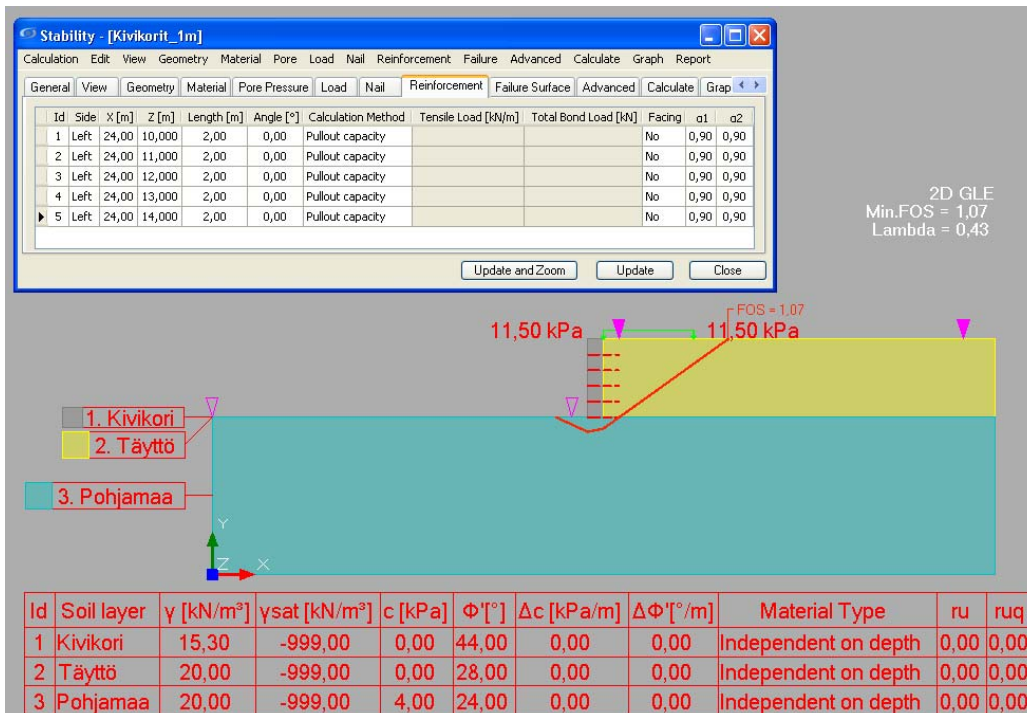 Stability - [Kivikorit_1m]
Calculation Edit View Geometry Material Pore Load Nail Reinforcement Failure Advanced Calculate Graph Report
General View Geometry Material Pore Pressure Load Nail Reinforcement Failure Surface Advanced Calculate Grap
Id Side X [m] Z [m] Length [m] Angle [°] Calculation Method Tensile Load [kN/m] Total Bond Load [kN] Facing α1 α2
1 Left 24,00 10,000 2,00 0,00 Pullout capacity No 0,90 0,90
2 Left 24,00 11,000 2,00 0,00 Pullout capacity No 0,90 0,90
3 Left 24,00 12,000 2,00 0,00 Pullout capacity No 0,90 0,90
4 Left 24,00 13,000 2,00 0,00 Pullout capacity No 0,90 0,90
5 Left 24,00 14,000 2,00 0,00 Pullout capacity No 0,90 0,90
Update and Zoom Update Close
2D GLE
Min.FOS = 1,07
Lambda = 0,43
FOS = 1,07
11,50 kPa 11,50 kPa
1. Kivikori
2. Täyttö
3. Pohjamaa
Y
Z X
Id Soil layer γ [kN/m³] γsat [kN/m³] c [kPa] Φ'[°] Δc [kPa/m] ΔΦ'[°/m] Material Type ru ruq
1 Kivikori 15,30 -999,00 0,00 44,00 0,00 0,00 Independent on depth 0,00 0,00
2 Täyttö 20,00 -999,00 0,00 28,00 0,00 0,00 Independent on depth 0,00 0,00
3 Pohjamaa 20,00 -999,00 4,00 24,00 0,00 0,00 Independent on depth 0,00 0,00